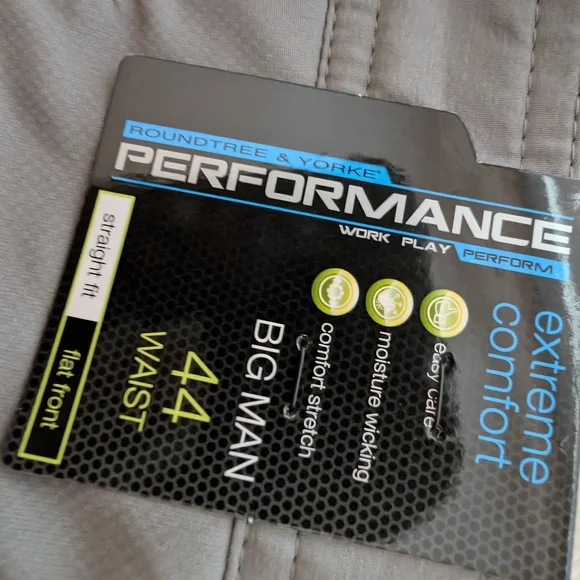 ROUNDTREE & YORKE®
PERFORMANCE
WORK PLAY PERFORM
extreme
comfort
easy care
moisture wicking
comfort stretch
BIG MAN
44
WAIST
straight fit
flat front